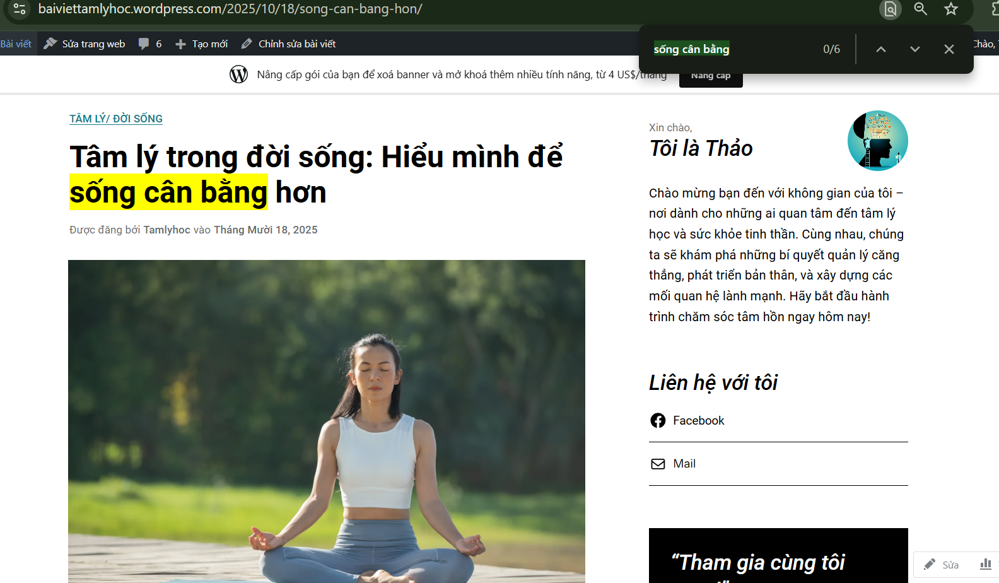 baiviettamlyhoc.wordpress.com/2025/10/18/song-can-bang-hon/
Bài viết Sửa trang web 6 Tạo mới Chỉnh sửa bài viết
Chào,
sống cân bằng 0/6
Nâng cấp gói của bạn để xoá banner và mở khoá thêm nhiều tính năng, từ 4 US$/tháng Nâng cấp
TÂM LÝ/ ĐỜI SỐNG
Tâm lý trong đời sống: Hiểu mình để
sống cân bằng hơn
Được đăng bởi Tamlyhoc vào Tháng Mười 18, 2025
Xin chào,
Tôi là Thảo
Chào mừng bạn đến với không gian của tôi –
nơi dành cho những ai quan tâm đến tâm lý
học và sức khỏe tinh thần. Cùng nhau, chúng
ta sẽ khám phá những bí quyết quản lý căng
thẳng, phát triển bản thân, và xây dựng các
mối quan hệ lành mạnh. Hãy bắt đầu hành
trình chăm sóc tâm hồn ngay hôm nay!
Liên hệ với tôi
Facebook
Mail
“Tham gia cùng tôi
Sửa